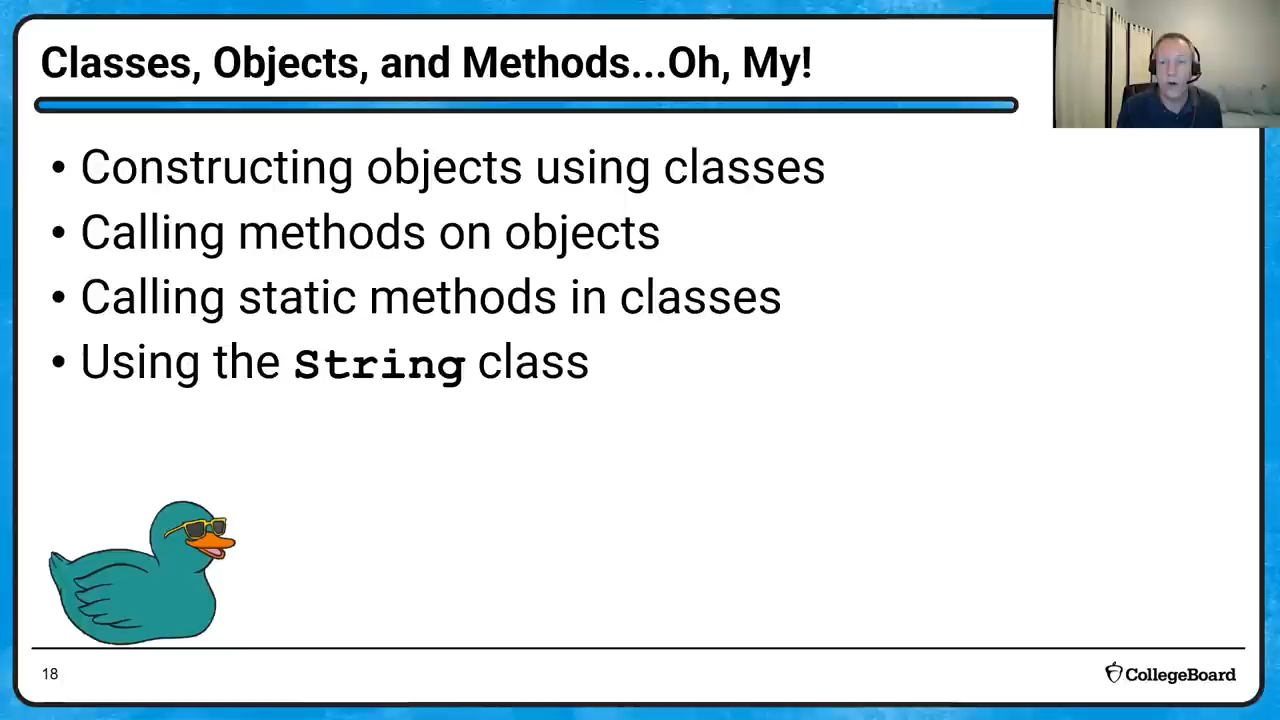 Classes, Objects, and Methods...Oh, My!
• Constructing objects using classes
• Calling methods on objects
• Calling static methods in classes
• Using the String class
18
CollegeBoard